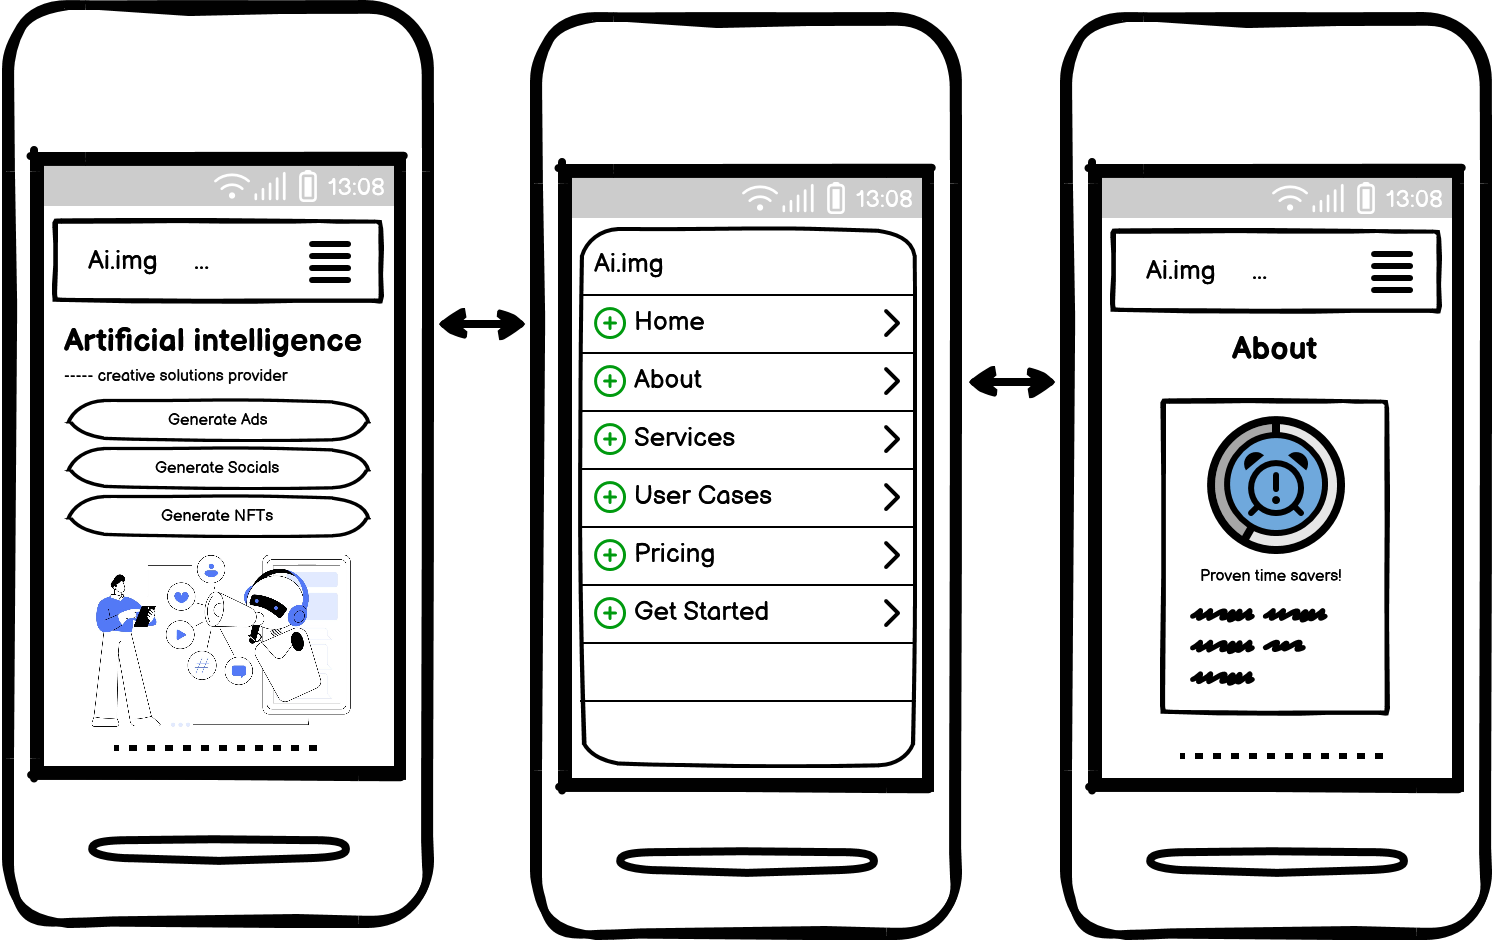 13:08
Ai.img ...
Artificial intelligence
----- creative solutions provider
Generate Ads
Generate Socials
Generate NFTs
#
13:08
Ai.img
Home
About
Services
User Cases
Pricing
Get Started
13:08
Ai.img ...
About
!
Proven time savers!